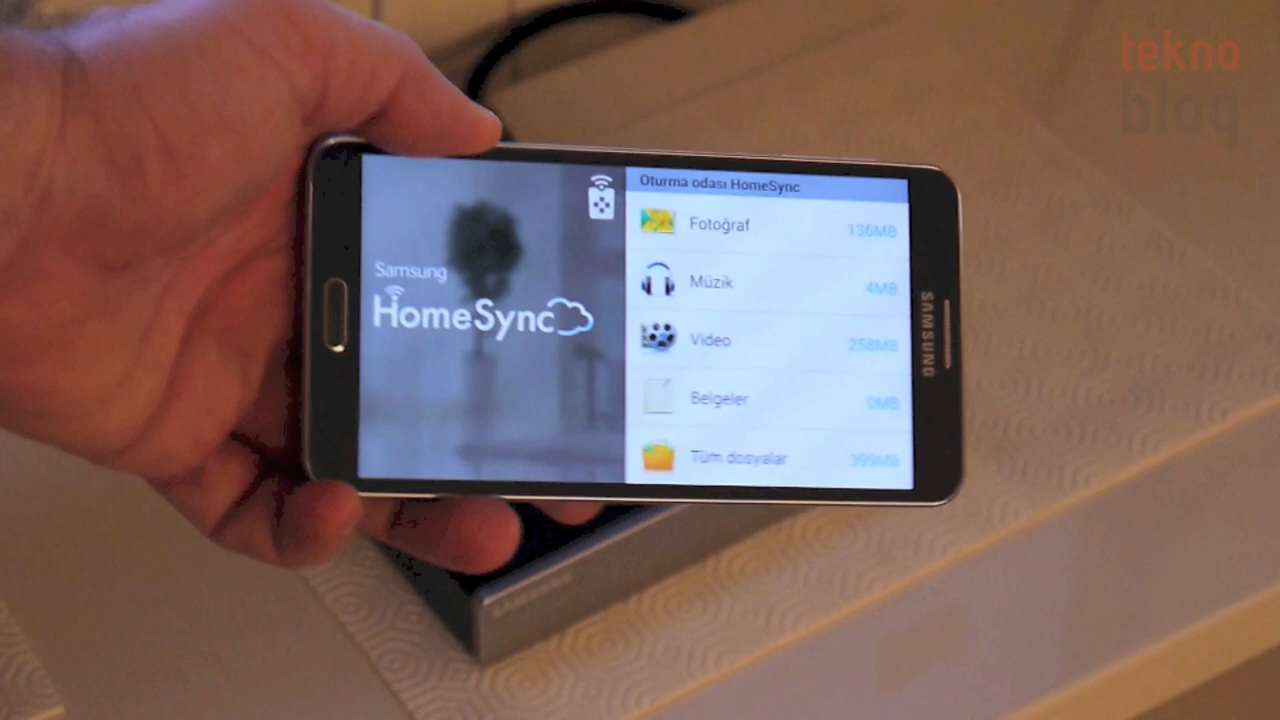 tekno
blog
Samsung
HomeSync
Oturma odası HomeSync
Fotoğraf 136MB
Müzik 4MB
Video 258MB
Belgeler 0MB
Tüm dosyalar 399MB
SAMSUNG
SAMSUNG